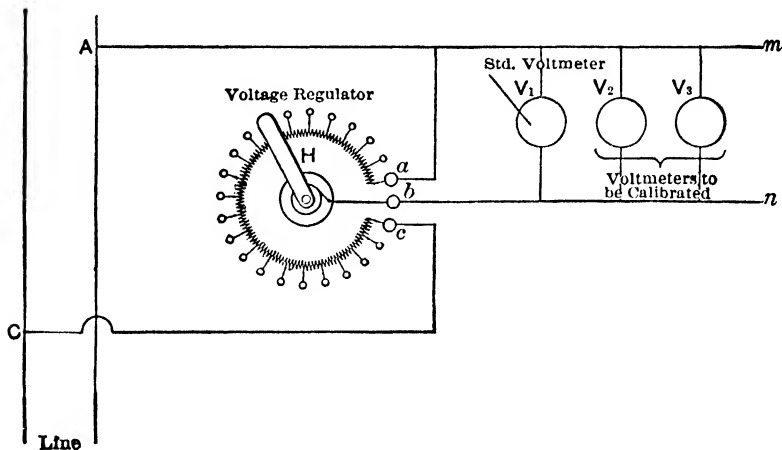 A
m
Std. Voltmeter
Voltage Regulator
V₁
V₂
V₃
H
a
b
c
Voltmeters to
be Calibrated
n
C
Line